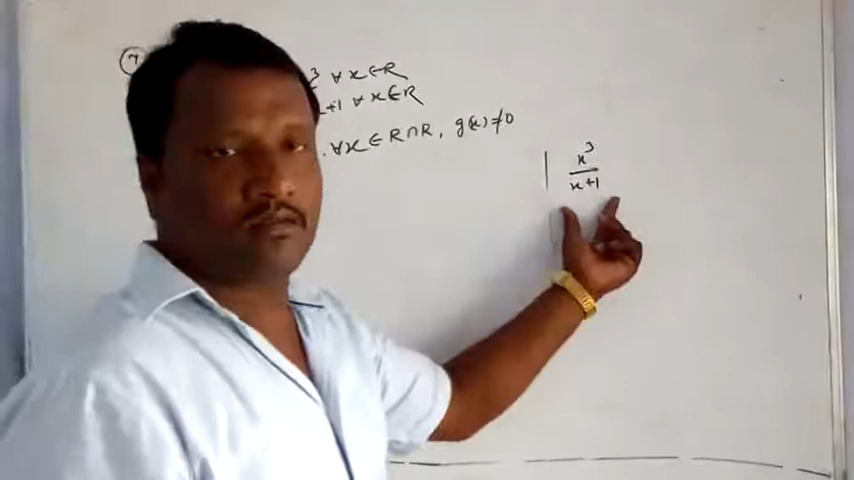 7
3 ∀ x∈R
x+1 ∀ x∈R
. ∀x∈R∩R, g(x)≠0
x³
x+1